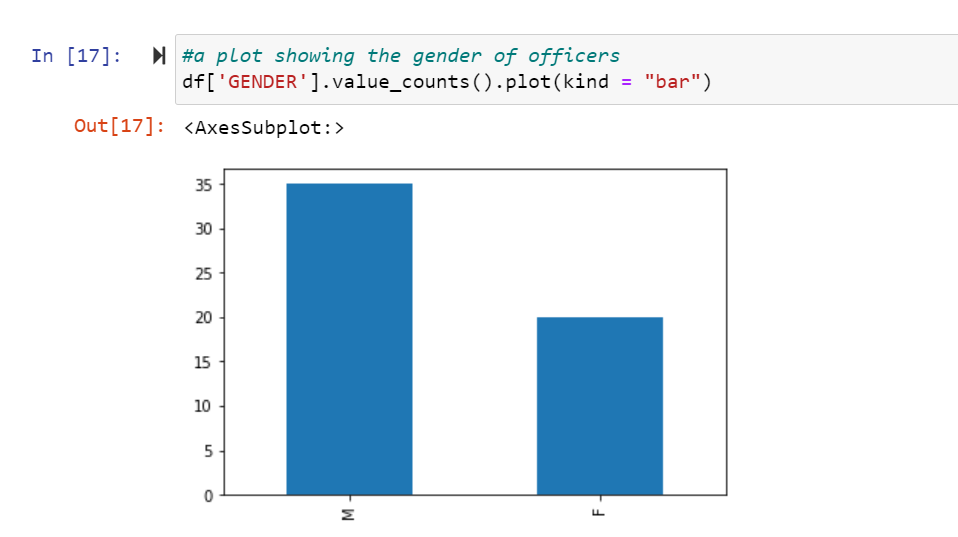 In [17]:
#a plot showing the gender of officers
df['GENDER'].value_counts().plot(kind = "bar")
Out[17]: <AxesSubplot:>
35
30
25
20
15
10
5
0
M
F